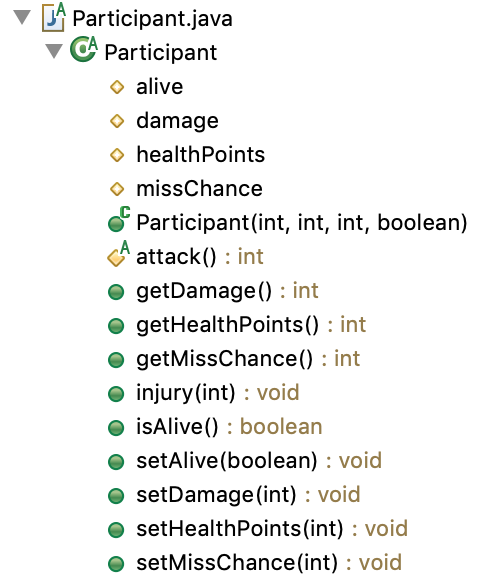 Participant.java
Participant
alive
damage
healthPoints
missChance
Participant(int, int, int, boolean)
attack() : int
getDamage() : int
getHealthPoints() : int
getMissChance() : int
injury(int) : void
isAlive() : boolean
setAlive(boolean) : void
setDamage(int) : void
setHealthPoints(int) : void
setMissChance(int) : void